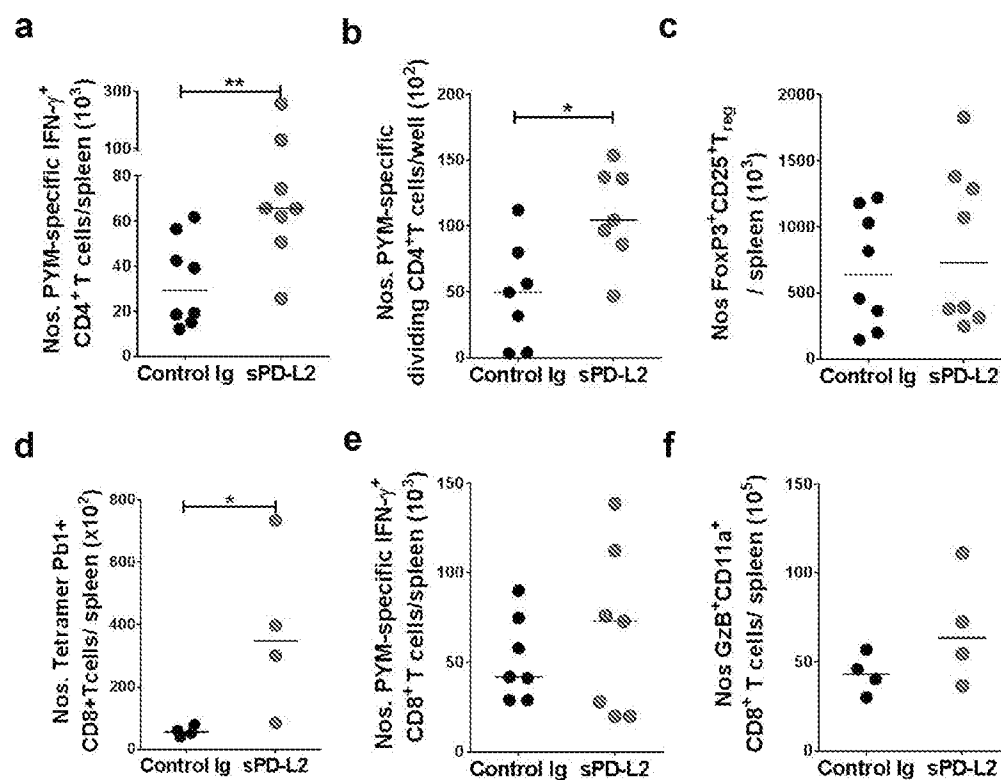 a
Nos. PYM-specific IFN-γ⁺
CD4⁺ T cells/spleen (10³)
300
100
80
60
40
20
0
**
Control Ig sPD-L2
b
Nos. PYM-specific
dividing CD4⁺T cells/well (10²)
200
150
100
50
0
*
Control Ig sPD-L2
c
Nos FoxP3⁺CD25⁺Treg
/ spleen (10³)
2000
1500
1000
500
0
Control Ig sPD-L2
d
Nos. Tetramer Pb1+
CD8+Tcells/ spleen (x10²)
800
600
400
200
0
*
Control Ig sPD-L2
e
Nos. PYM-specific IFN-γ⁺
CD8⁺ T cells/spleen (10³)
150
100
50
0
Control Ig sPD-L2
f
Nos GzB⁺CD11a⁺
CD8⁺ T cells/ spleen (10⁵)
150
100
50
0
Control Ig sPD-L2